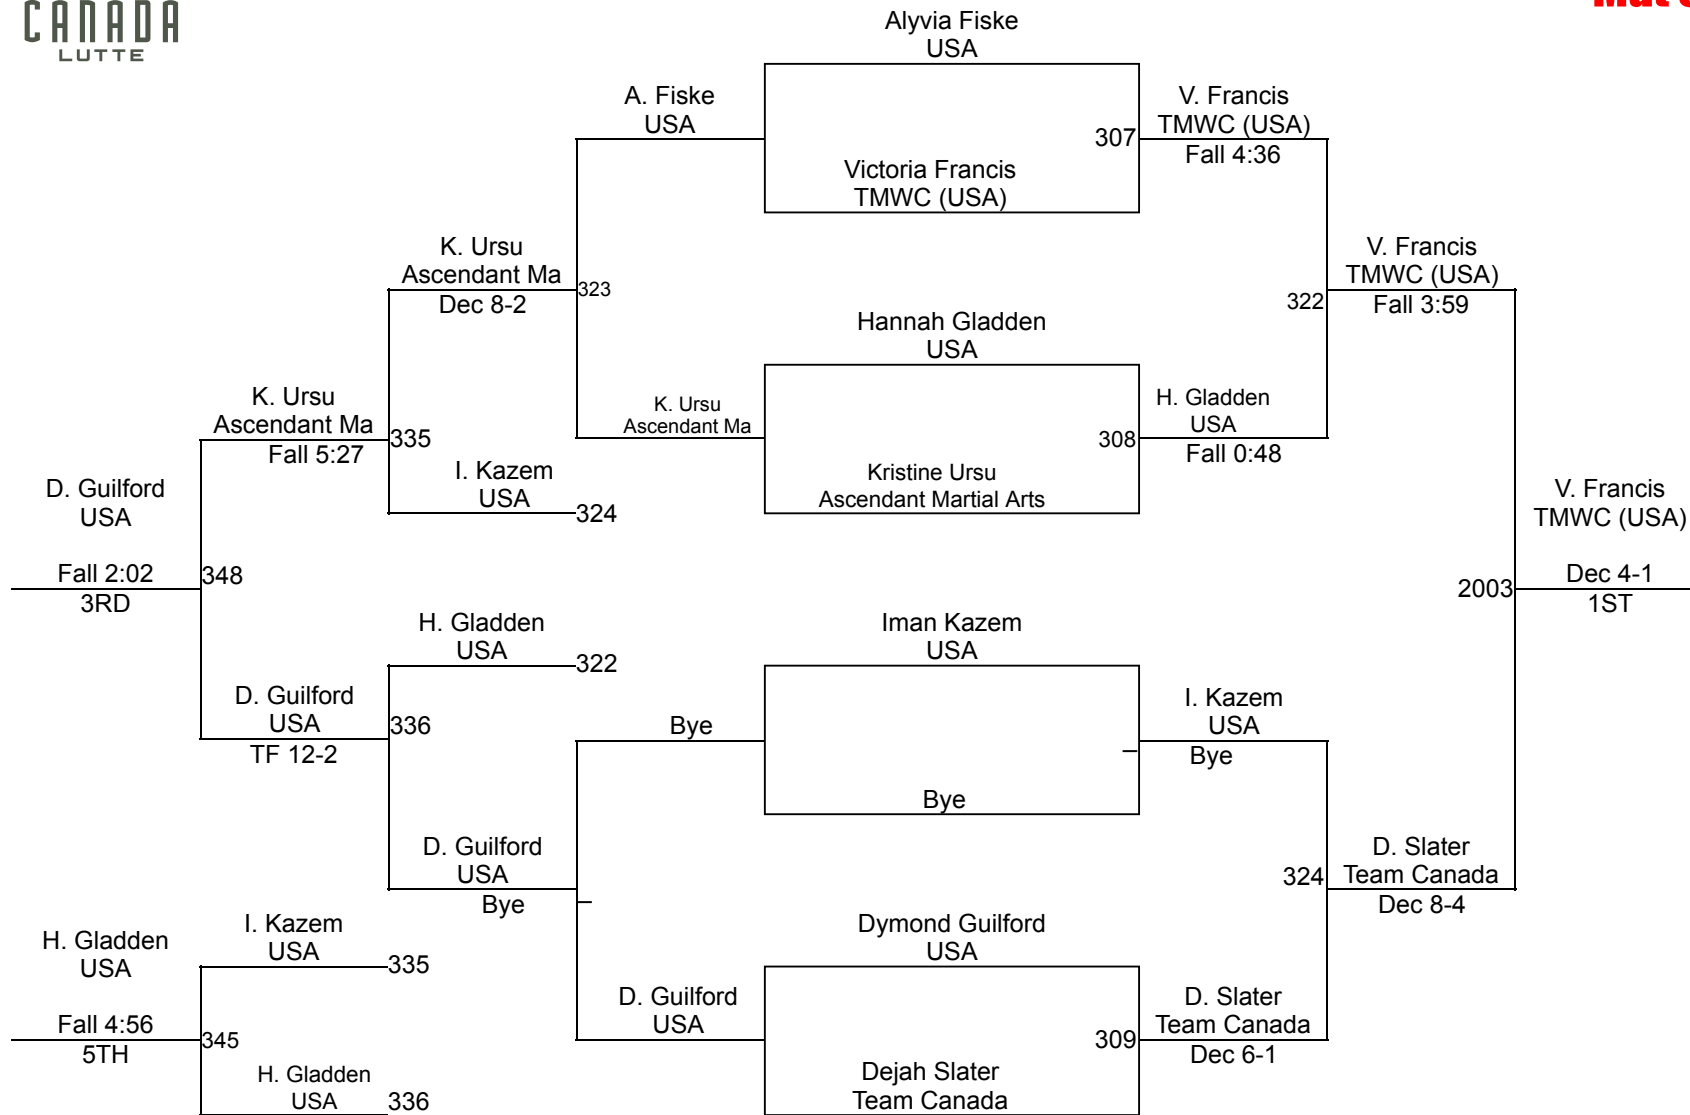 CANADA
LUTTE
Alyvia Fiske
USA
A. Fiske
USA
V. Francis
TMWC (USA)
307
Fall 4:36
Victoria Francis
TMWC (USA)
K. Ursu
Ascendant Ma
323
Dec 8-2
V. Francis
TMWC (USA)
322
Fall 3:59
Hannah Gladden
USA
K. Ursu
Ascendant Ma
335
Fall 5:27
K. Ursu
Ascendant Ma
H. Gladden
USA
308
Fall 0:48
I. Kazem
USA
324
Kristine Ursu
Ascendant Martial Arts
D. Guilford
USA
Fall 2:02
348
3RD
V. Francis
TMWC (USA)
2003
Dec 4-1
1ST
H. Gladden
USA
322
Iman Kazem
USA
D. Guilford
USA
336
TF 12-2
Bye
I. Kazem
USA
Bye
Bye
D. Guilford
USA
Bye
D. Slater
Team Canada
324
Dec 8-4
H. Gladden
USA
Fall 4:56
345
5TH
I. Kazem
USA
335
Dymond Guilford
USA
D. Guilford
USA
D. Slater
Team Canada
309
Dec 6-1
H. Gladden
USA
336
Dejah Slater
Team Canada